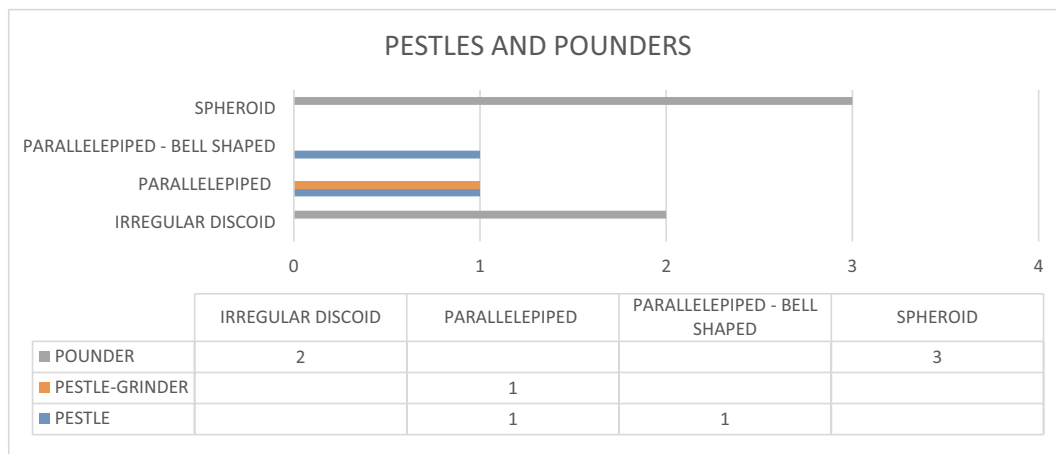 PESTLES AND POUNDERS
SPHEROID
PARALLELEPIPED - BELL SHAPED
PARALLELEPIPED
IRREGULAR DISCOID
0 1 2 3 4
IRREGULAR DISCOID PARALLELEPIPED PARALLELEPIPED - BELL SHAPED SPHEROID
POUNDER 2 3
PESTLE-GRINDER 1
PESTLE 1 1